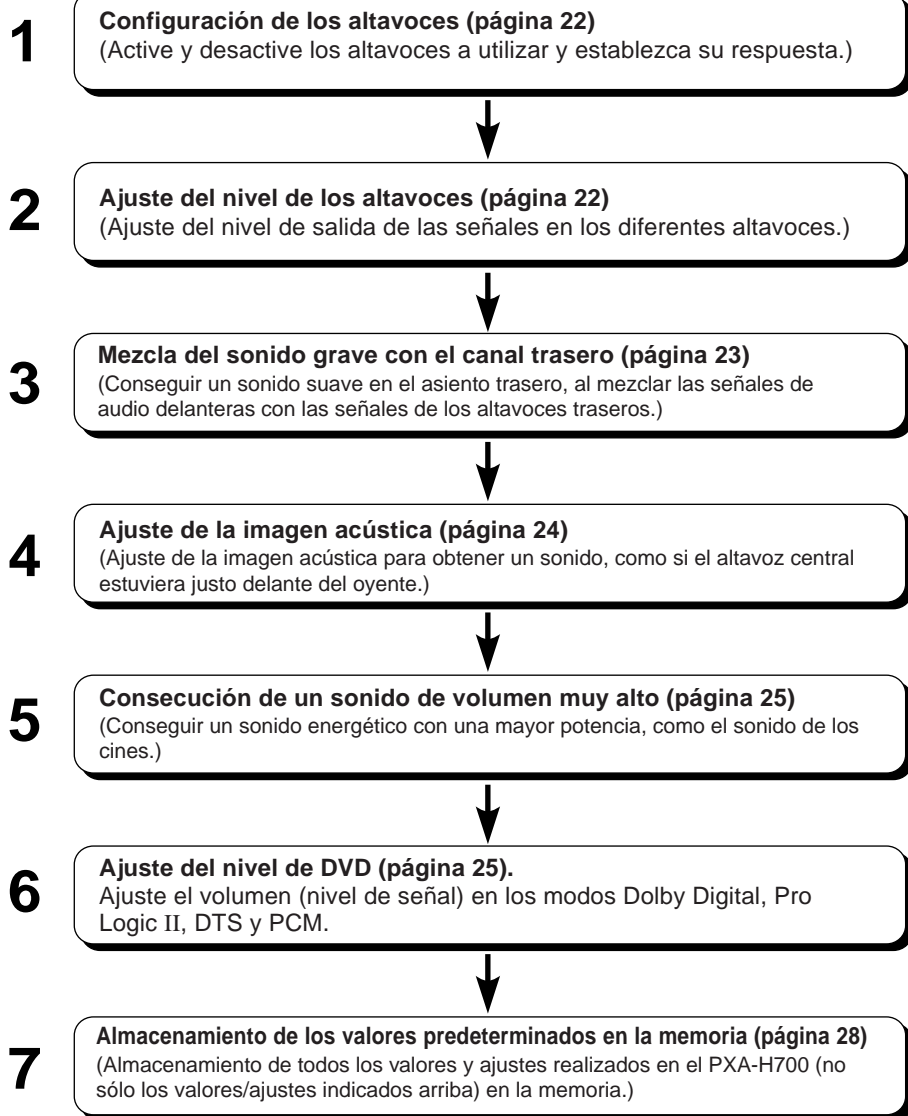 1
Configuración de los altavoces (página 22)
(Active y desactive los altavoces a utilizar y establezca su respuesta.)
2
Ajuste del nivel de los altavoces (página 22)
(Ajuste del nivel de salida de las señales en los diferentes altavoces.)
3
Mezcla del sonido grave con el canal trasero (página 23)
(Conseguir un sonido suave en el asiento trasero, al mezclar las señales de
audio delanteras con las señales de los altavoces traseros.)
4
Ajuste de la imagen acústica (página 24)
(Ajuste de la imagen acústica para obtener un sonido, como si el altavoz central
estuviera justo delante del oyente.)
5
Consecución de un sonido de volumen muy alto (página 25)
(Conseguir un sonido energético con una mayor potencia, como el sonido de los
cines.)
6
Ajuste del nivel de DVD (página 25).
Ajuste el volumen (nivel de señal) en los modos Dolby Digital, Pro
Logic II, DTS y PCM.
7
Almacenamiento de los valores predeterminados en la memoria (página 28)
(Almacenamiento de todos los valores y ajustes realizados en el PXA-H700 (no
sólo los valores/ajustes indicados arriba) en la memoria.)